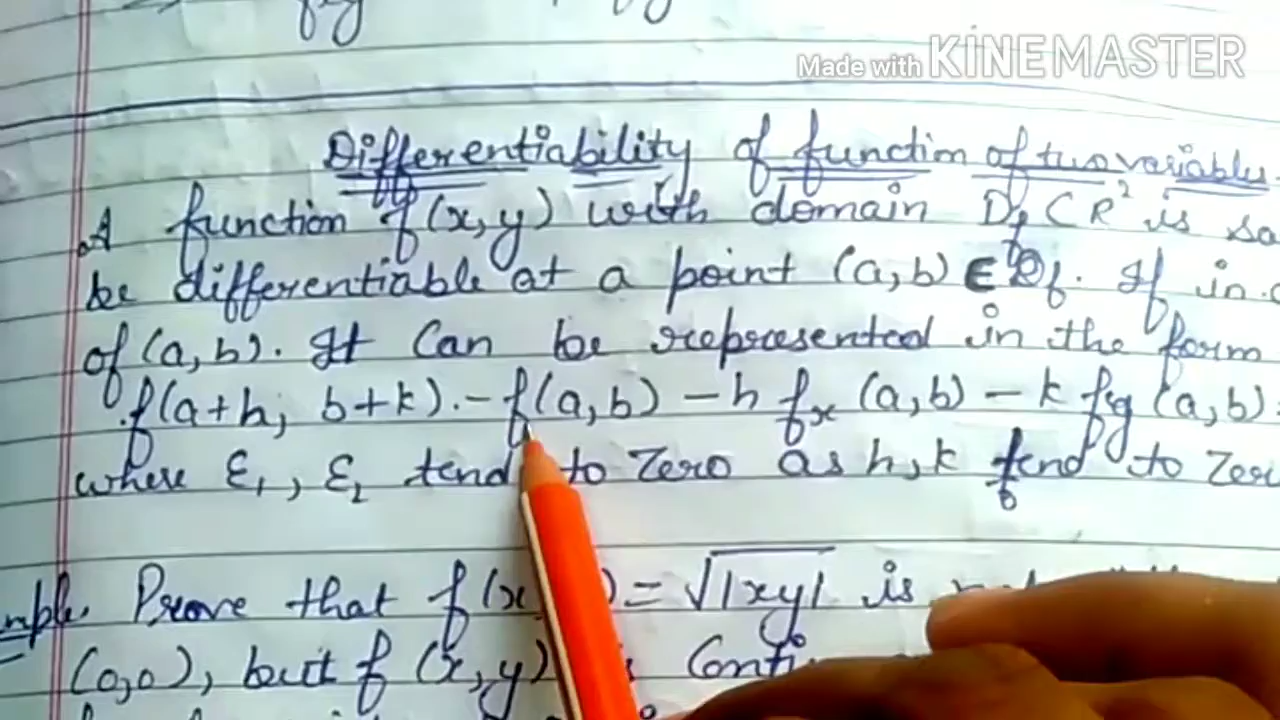 Made with KINEMASTER
Differentiability of function of two variables
A function f(x,y) with domain Df ⊂ R² is
be differentiable at a point (a,b) ∈ Df. If in
of (a,b). It Can be represented in the form
f(a+h, b+k).-f(a,b) - h fx (a,b) - k fy (a,b).
where ε1, ε2 tend to Zero as h,k tend to Zero
Prove that f(x = √|xy| is
(0,0), but f (x,y)